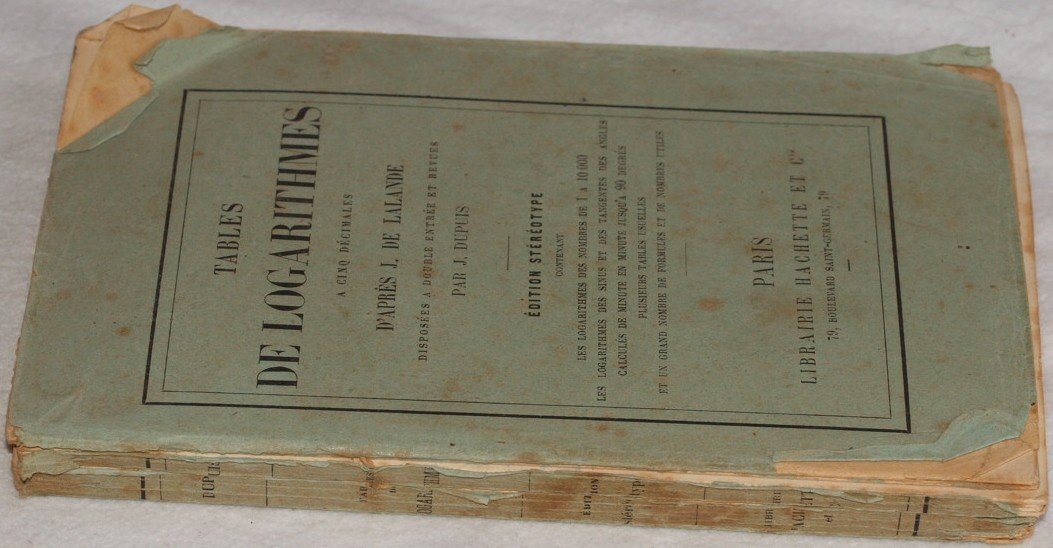 TABLES
DE LOGARITHMES
A CINQ DÉCIMALES
D'APRÈS J. DE LALANDE
DISPOSÉES A DOUBLE ENTRÉE ET REVUES
PAR J. DUPUIS
ÉDITION STÉRÉOTYPE
CONTENANT
LES LOGARITHMES DES NOMBRES DE 1 A 10 000
LES LOGARITHMES DES SINUS ET DES TANGENTES DES ANGLES
CALCULÉS DE MINUTE EN MINUTE JUSQU'A 90 DEGRÉS
PLUSIEURS TABLES USUELLES
ET UN GRAND NOMBRE DE FORMULES ET DE NOMBRES UTILES
PARIS
LIBRAIRIE HACHETTE ET Cie
79, BOULEVARD SAINT-GERMAIN, 79
DUPUIS
ÉDITION
et